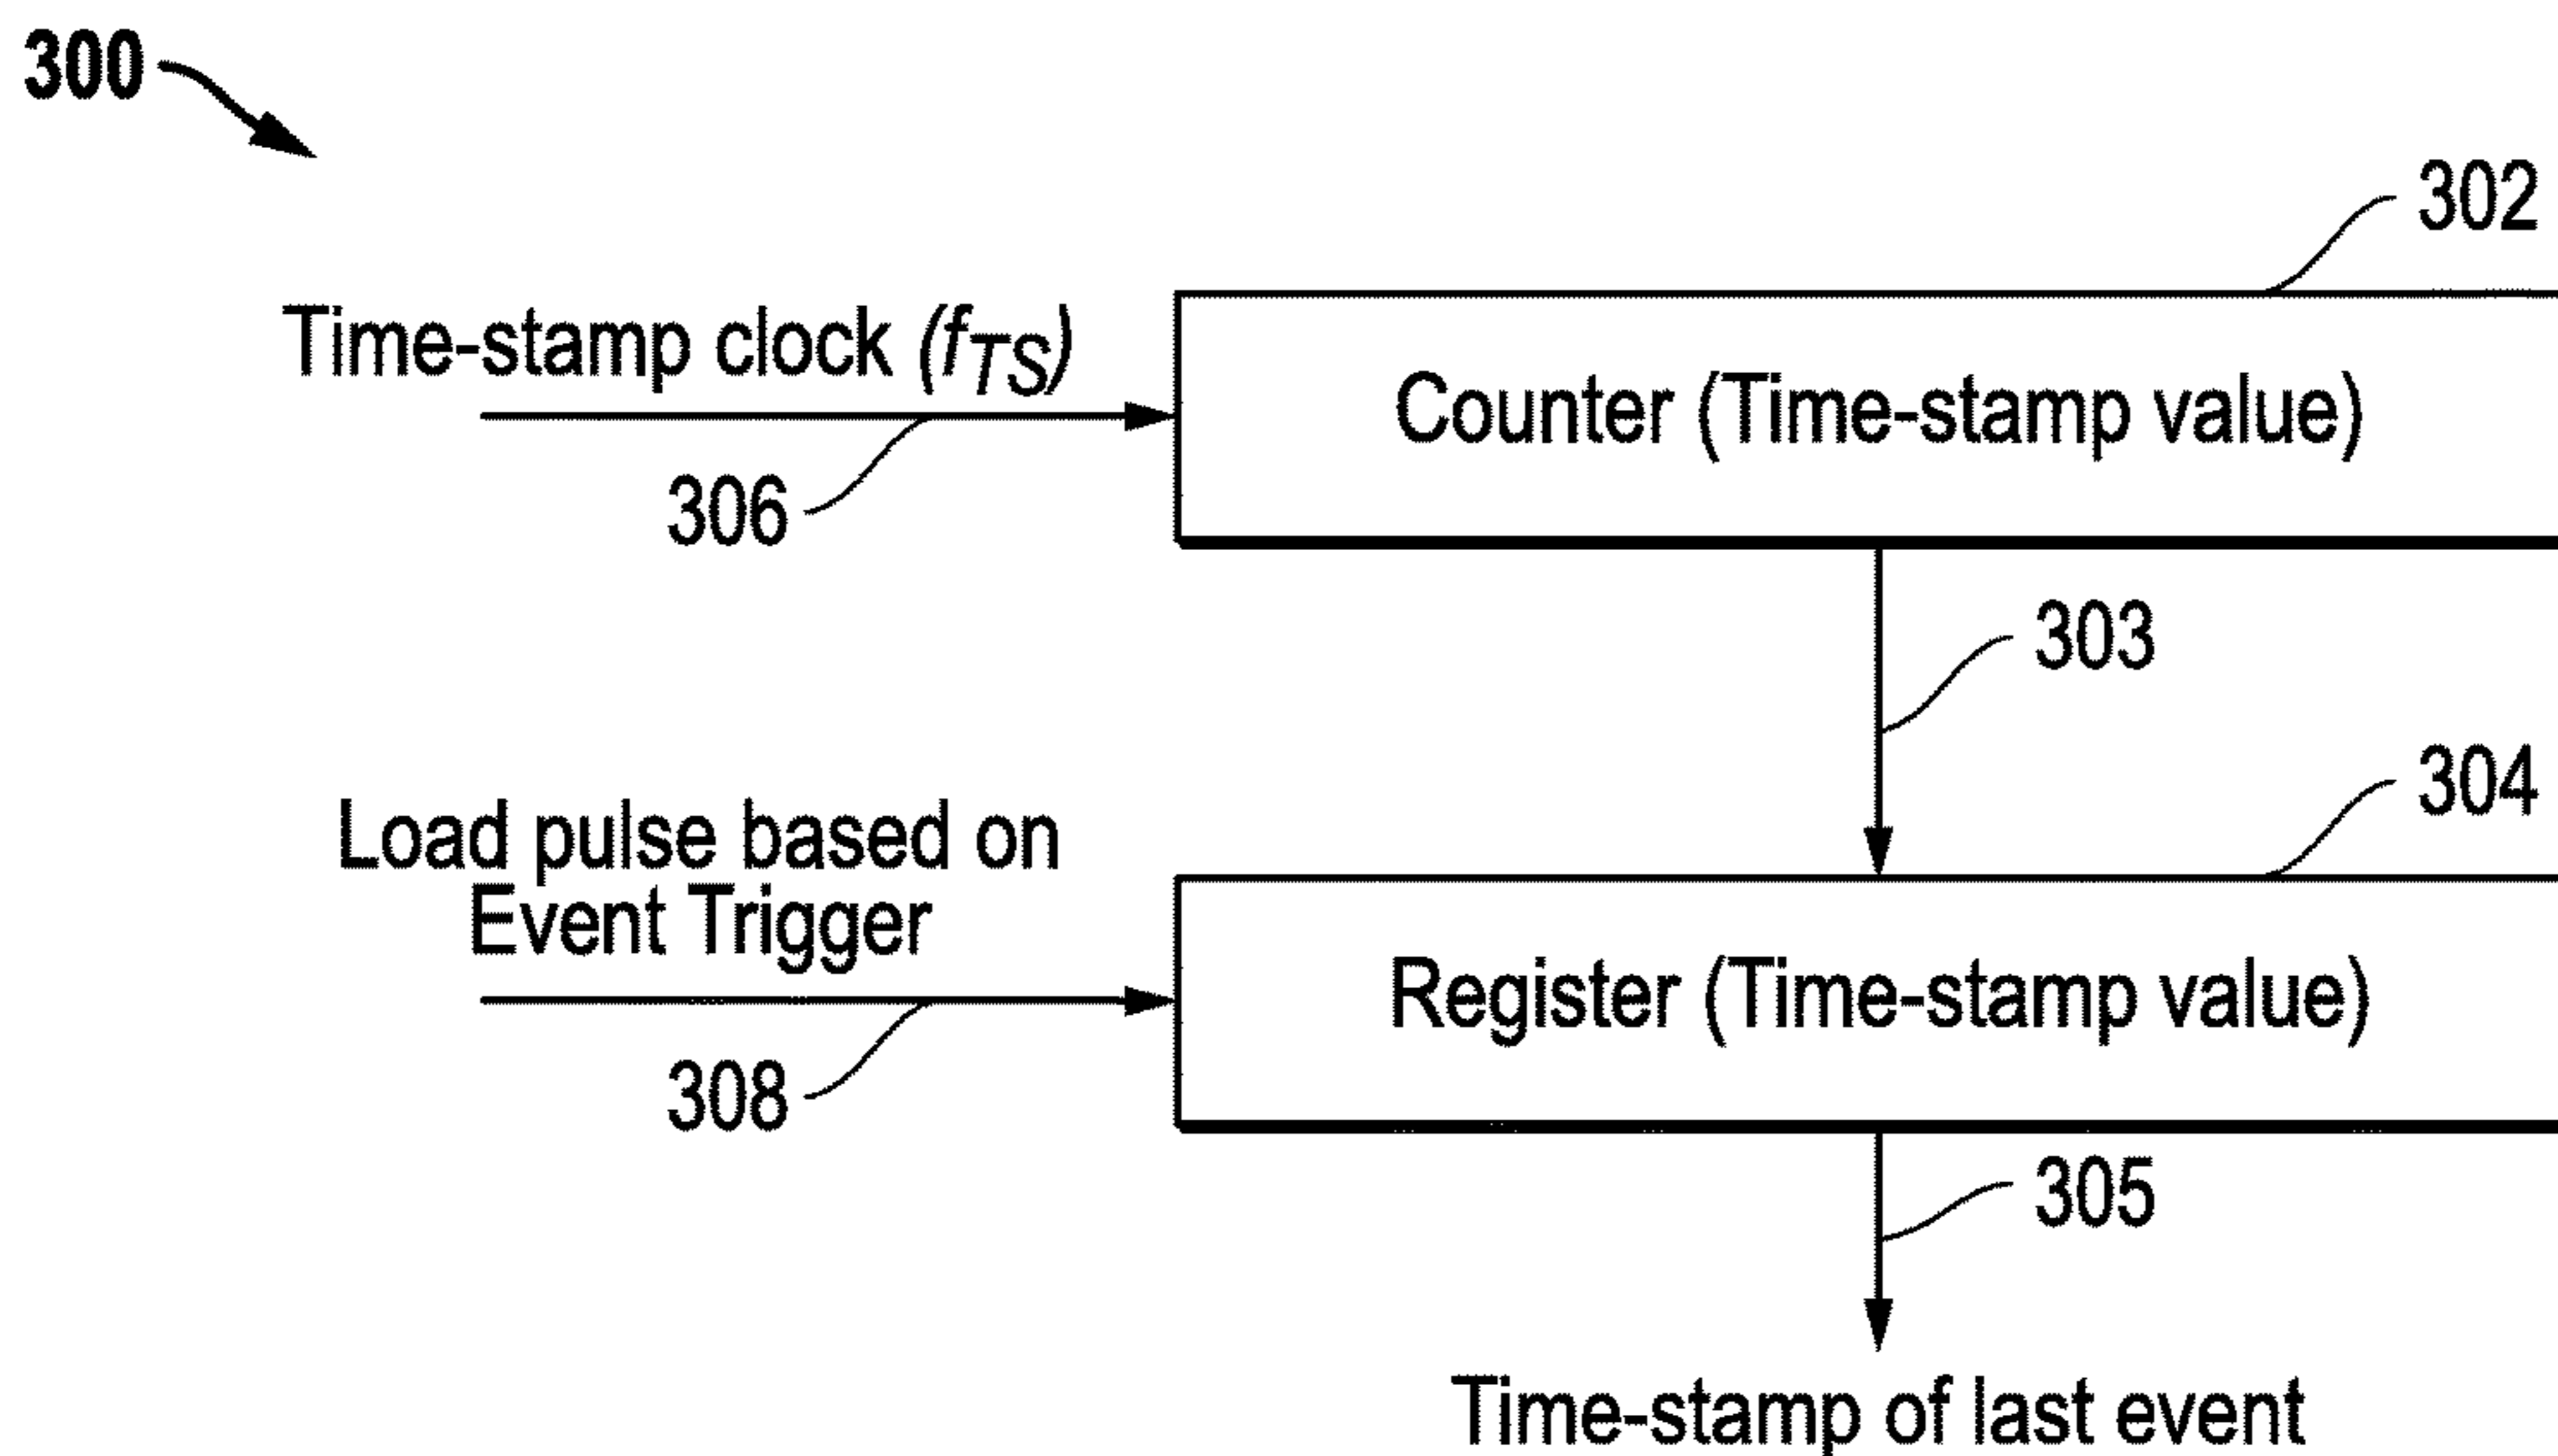 300
302
Time-stamp clock (fTS)
Counter (Time-stamp value)
306
303
304
Load pulse based on
Event Trigger
Register (Time-stamp value)
308
305
Time-stamp of last event